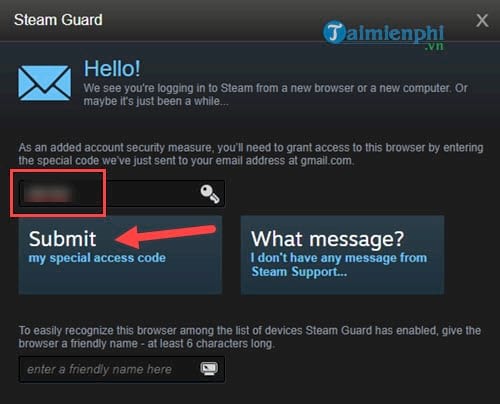 Steam Guard
X
Taimienphi
.vn
Hello!
We see you're logging in to Steam from a new browser or a new computer. Or
maybe it's just been a while...
As an added account security measure, you'll need to grant access to this browser by entering
the special code we've just sent to your email address at gmail.com.
Submit
my special access code
What message?
I don't have any message from
Steam Support...
To easily recognize this browser among the list of devices Steam Guard has enabled, give the
browser a friendly name - at least 6 characters long.
enter a friendly name here